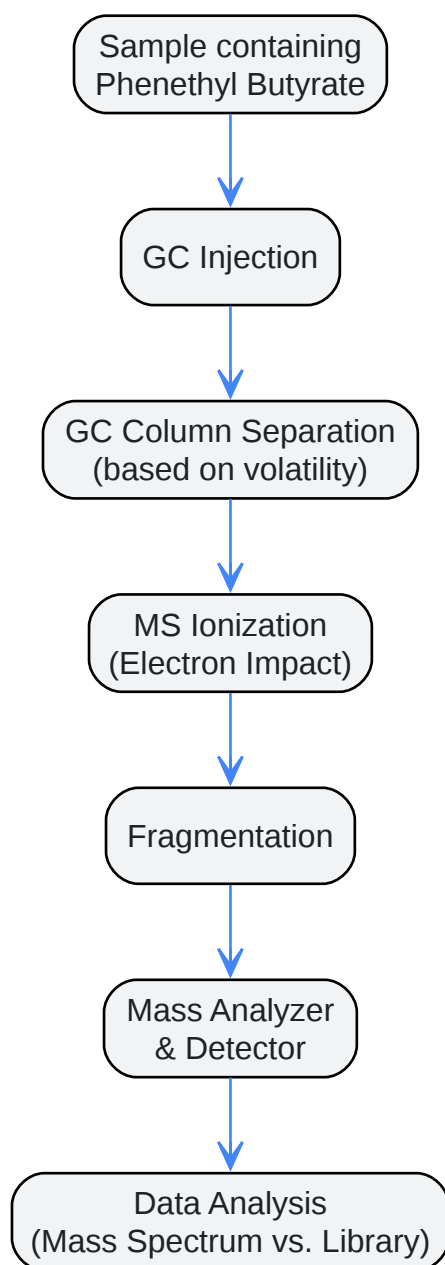 Sample containing
Phenethyl Butyrate
GC Injection
GC Column Separation
(based on volatility)
MS Ionization
(Electron Impact)
Fragmentation
Mass Analyzer
& Detector
Data Analysis
(Mass Spectrum vs. Library)